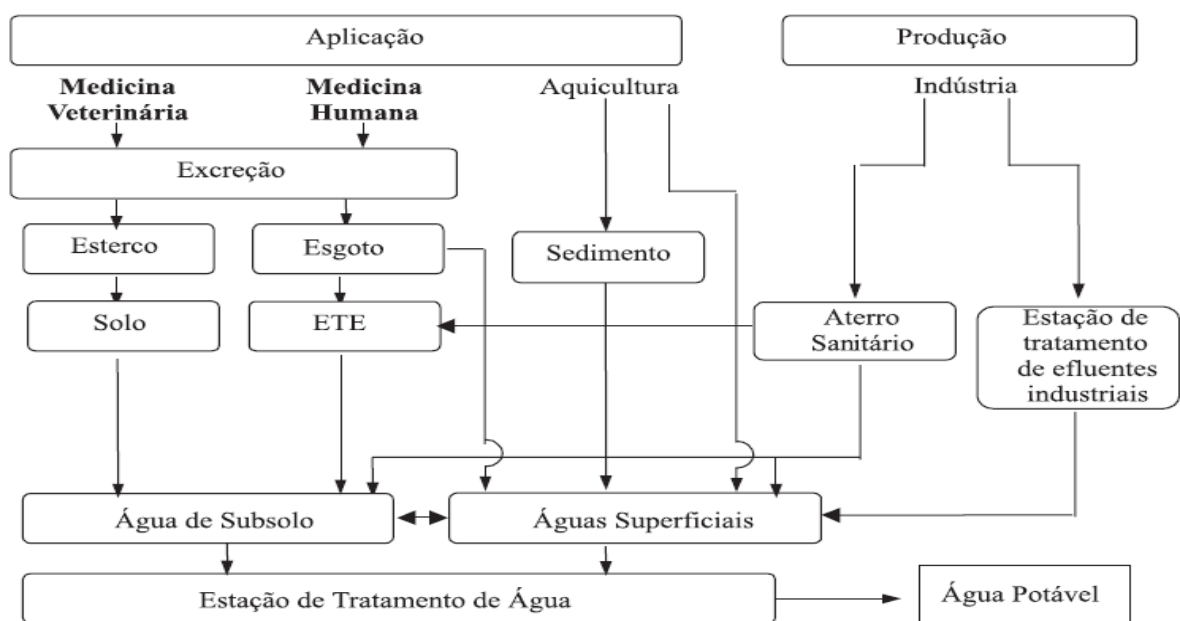 Aplicação
Produção
Medicina
Veterinária
Medicina
Humana
Aquicultura
Indústria
Excreção
Esterco
Esgoto
Sedimento
Solo
ETE
Aterro
Sanitário
Estação de
tratamento
de efluentes
industriais
Água de Subsolo
Águas Superficiais
Estação de Tratamento de Água
Água Potável